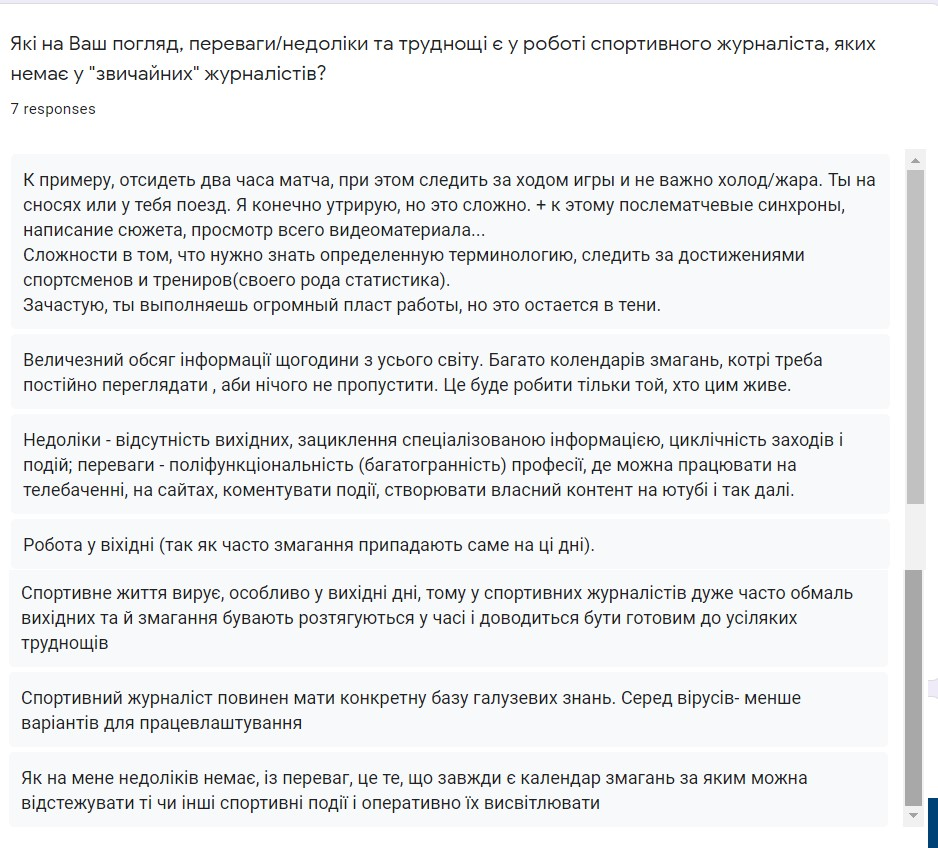 Які на Ваш погляд, переваги/недоліки та труднощі є у роботі спортивного журналіста, яких
немає у "звичайних" журналістів?
7 responses
К примеру, отсидеть два часа матча, при этом следить за ходом игры и не важно холод/жара. Ты на
сносях или у тебя поезд. Я конечно утрирую, но это сложно. + к этому послематчевые синхроны,
написание сюжета, просмотр всего видеоматериала...
Сложности в том, что нужно знать определенную терминологию, следить за достижениями
спортсменов и трениров(своего рода статистика).
Зачастую, ты выполняешь огромный пласт работы, но это остается в тени.
Величезний обсяг інформації щогодини з усього світу. Багато колендарів змагань, котрі треба
постійно переглядати , аби нічого не пропустити. Це буде робити тільки той, хто цим живе.
Недоліки - відсутність вихідних, зациклення спеціалізованою інформацією, циклічність заходів і
подій; переваги - поліфункціональність (багатогранність) професії, де можна працювати на
телебаченні, на сайтах, коментувати події, створювати власний контент на ютубі і так далі.
Робота у віхідні (так як часто змагання припадають саме на ці дні).
Спортивне життя вирує, особливо у вихідні дні, тому у спортивних журналістів дуже часто обмаль
вихідних та й змагання бувають розтягуються у часі і доводиться бути готовим до усіляких
труднощів
Спортивний журналіст повинен мати конкретну базу галузевих знань. Серед вірусів- менше
варіантів для працевлаштування
Як на мене недоліків немає, із переваг, це те, що завжди є календар змагань за яким можна
відстежувати ті чи інші спортивні події і оперативно їх висвітлювати